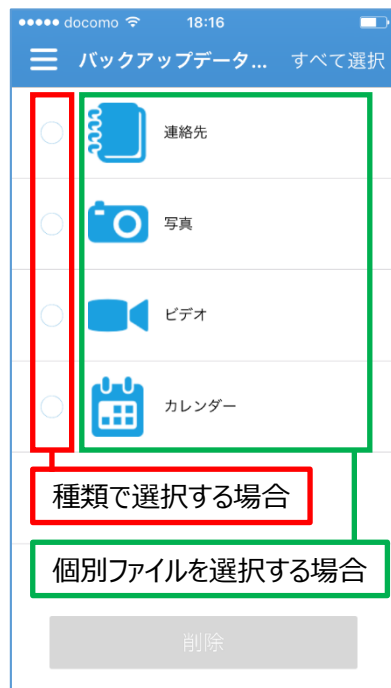 docomo 18:16
バックアップデータ... すべて選択
連絡先
写真
ビデオ
カレンダー
種類で選択する場合
個別ファイルを選択する場合
削除